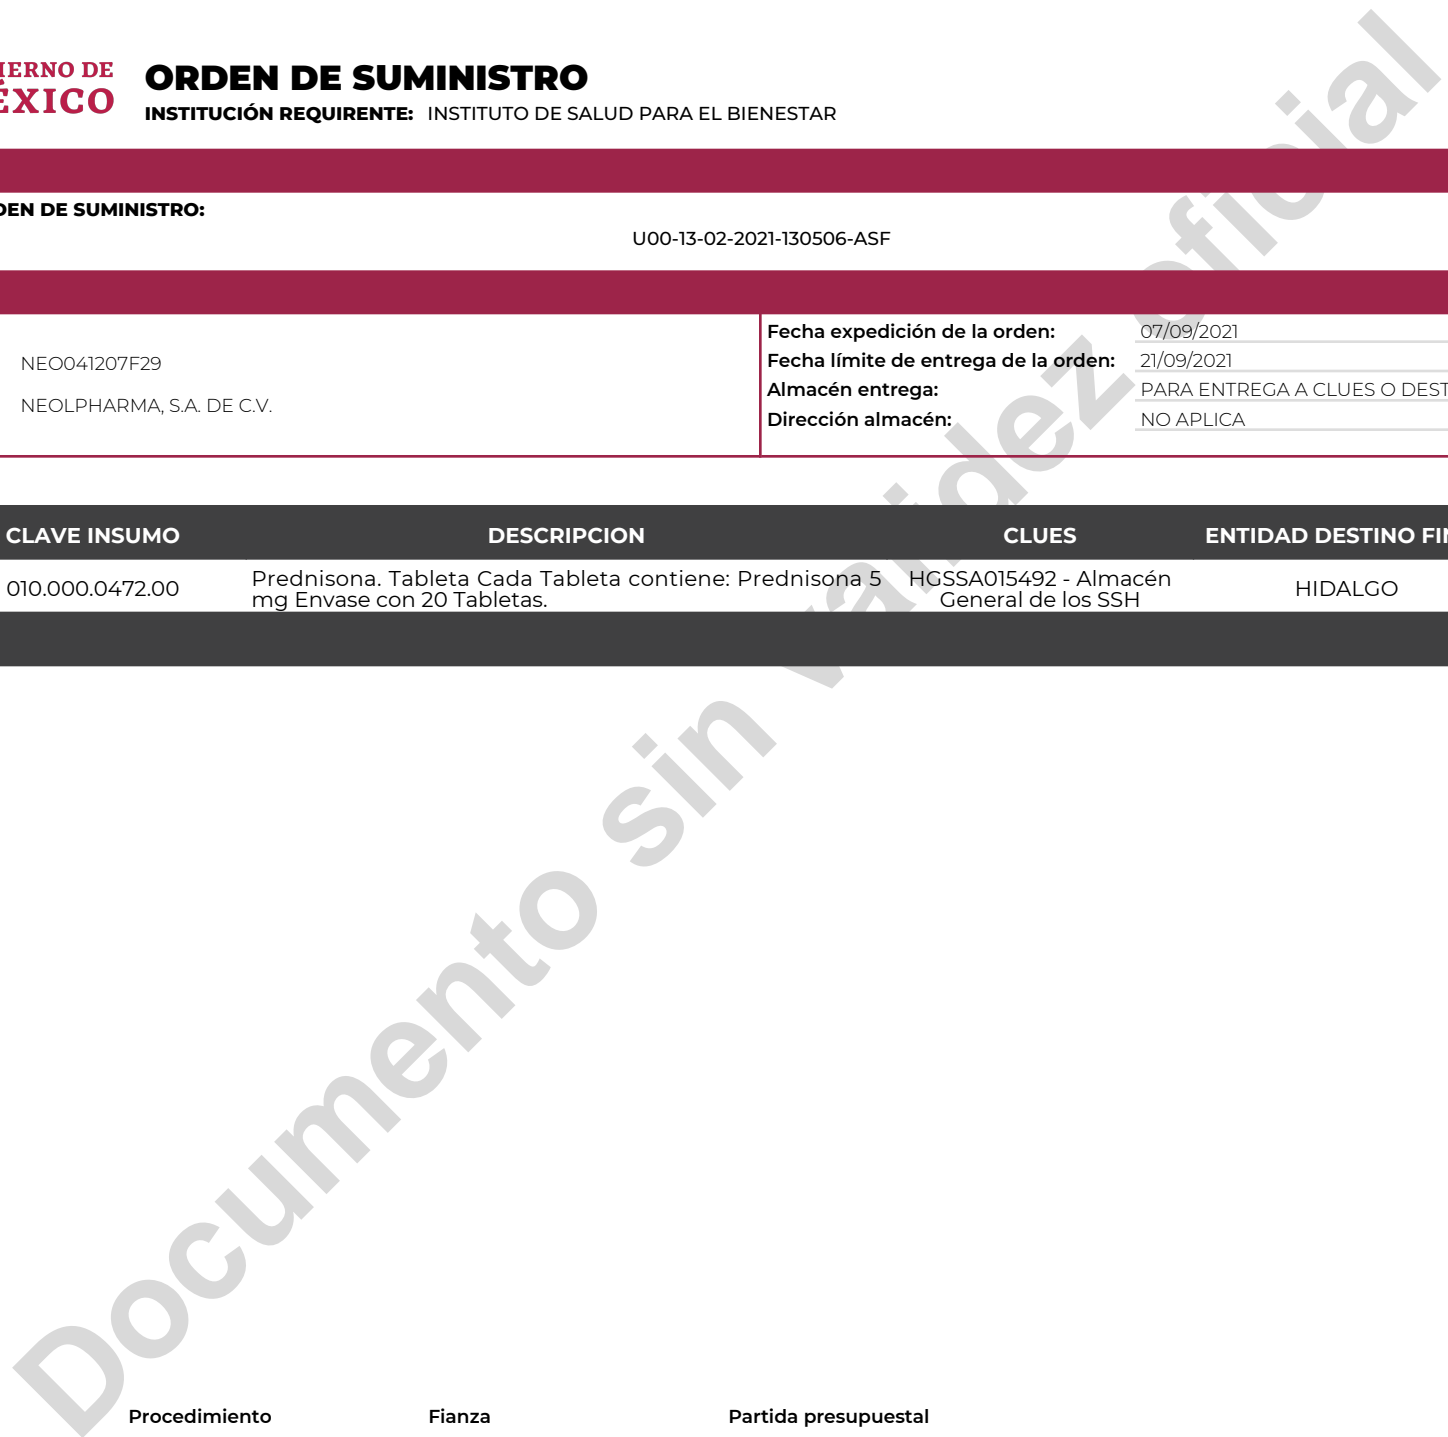 IERNO DE
ÉXICO
ORDEN DE SUMINISTRO
INSTITUCIÓN REQUIRENTE: INSTITUTO DE SALUD PARA EL BIENESTAR
DEN DE SUMINISTRO:
U00-13-02-2021-130506-ASF
NEO041207F29
NEOLPHARMA, S.A. DE C.V.
Fecha expedición de la orden: 07/09/2021
Fecha límite de entrega de la orden: 21/09/2021
Almacén entrega: PARA ENTREGA A CLUES O DEST
Dirección almacén: NO APLICA
CLAVE INSUMO DESCRIPCION CLUES ENTIDAD DESTINO FIN
010.000.0472.00 Prednisona. Tableta Cada Tableta contiene: Prednisona 5 HGSSA015492 - Almacén HIDALGO
mg Envase con 20 Tabletas. General de los SSH
Documento sin validez oficial
Procedimiento Fianza Partida presupuestal